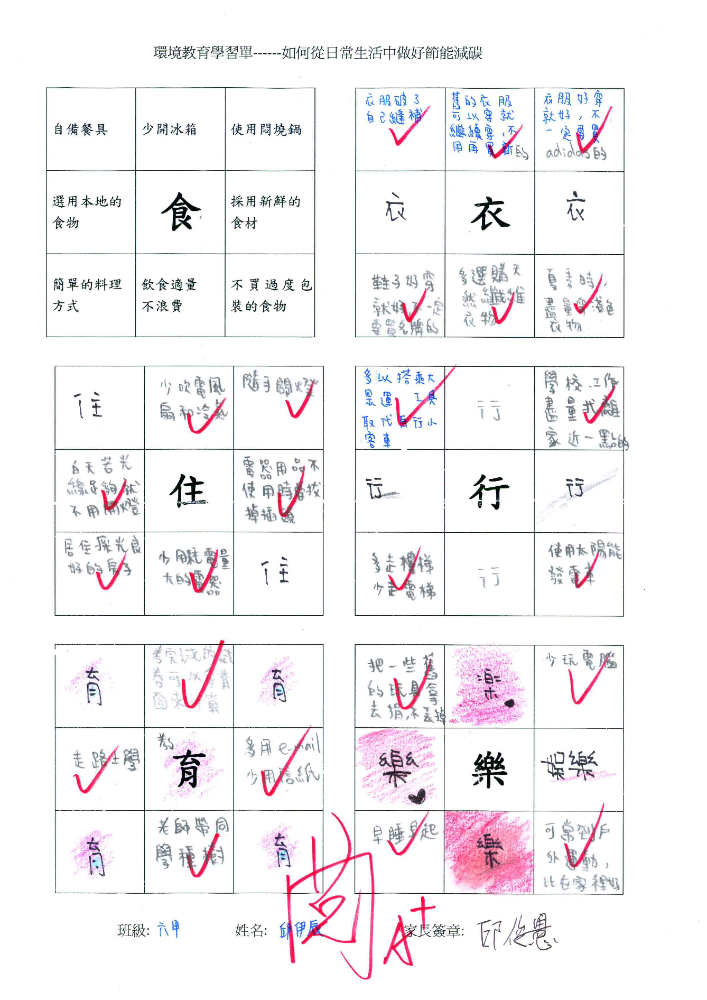 環境教育學習單------如何從日常生活中做好節能減碳
自備餐具
少開冰箱
使用悶燒鍋
選用本地的
食物
食
採用新鮮的
食材
簡單的料理
方式
飲食適量
不浪費
不買過度包
裝的食物
衣服破了
自己縫補
舊的衣服
可以穿就
繼續穿,不
用再買新的
衣服好穿
就好,不
一定要買
adidas的
衣
衣
衣
鞋子好穿
就好,不一定
要買名牌的
多選購天
然纖維
衣物
夏季時,
盡量穿淺色
衣物
住
少吹電風
扇和冷氣
隨手關燈
白天若光
線足夠就
不用開燈
住
電器用品不
使用時要拔
掉插頭
居住採光良
好的房子
少用耗電量
大的電器
住
多以搭乘大
眾運工具
取代自行小
客車
行
學校、工作
盡量找離
家近一點的
行
行
行
多走樓梯
少走電梯
行
使用太陽能
發電車
育
考完試的試
卷可以拿背
面來
育
走路上學
教
育
多用e-mail
少用信紙
育
老師帶同
學種樹
育
把一些舊
的玩具拿
去捐,不丟掉
樂
少玩電腦
樂
樂
娛樂
早睡早起
樂
可常到戶
外運動,
比在家裡好
班級: 六甲
姓名: 邱伊辰
家長簽章: 邱俊
A+